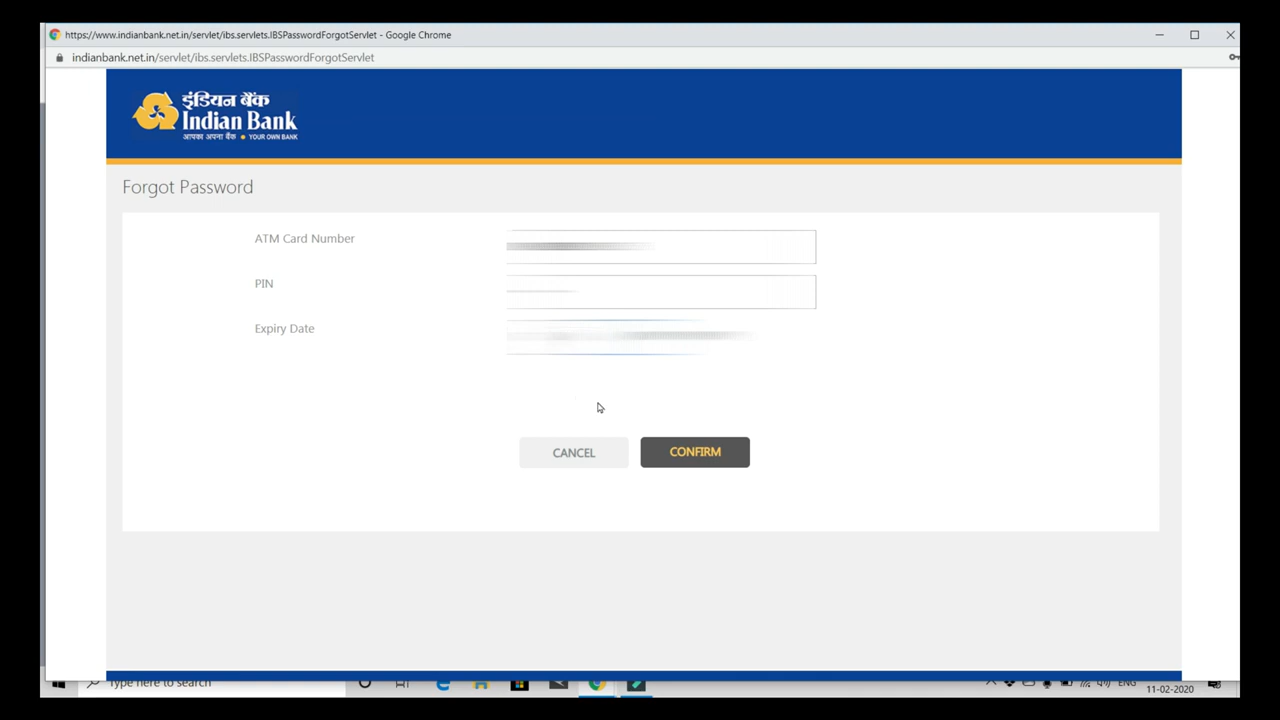 https://www.indianbank.net.in/servlet/ibs.servlets.IBSPasswordForgotServlet - Google Chrome
indianbank.net.in/servlet/ibs.servlets.IBSPasswordForgotServlet
इंडियन बैंक
Indian Bank
आपका अपना बैंक YOUR OWN BANK
Forgot Password
ATM Card Number
PIN
Expiry Date
CANCEL CONFIRM
Type here to search
ENG
11-02-2020